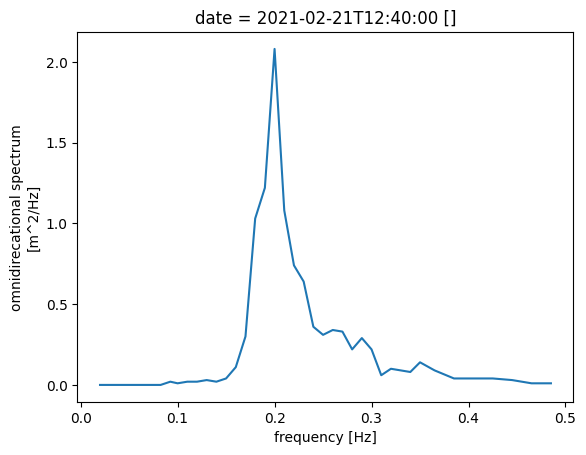 date = 2021-02-21T12:40:00 []
omnidirecational spectrum
[m^2/Hz]
2.0
1.5
1.0
0.5
0.0
0.0
0.1
0.2
0.3
0.4
0.5
frequency [Hz]